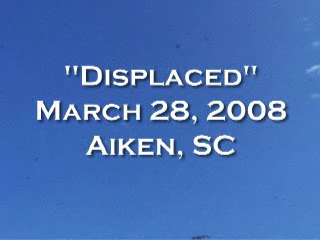 "Displaced"
March 28, 2008
Aiken, SC